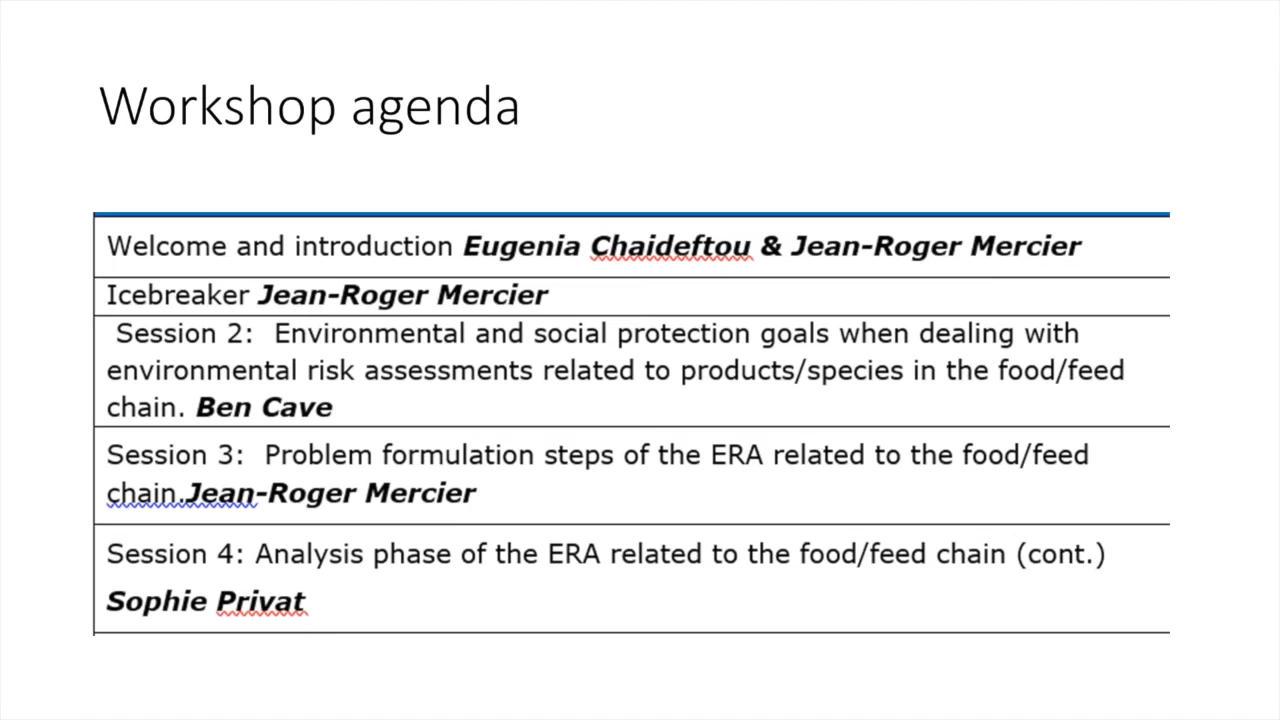 Workshop agenda
Welcome and introduction Eugenia Chaideftou & Jean-Roger Mercier
Icebreaker Jean-Roger Mercier
Session 2: Environmental and social protection goals when dealing with
environmental risk assessments related to products/species in the food/feed
chain. Ben Cave
Session 3: Problem formulation steps of the ERA related to the food/feed
chain.Jean-Roger Mercier
Session 4: Analysis phase of the ERA related to the food/feed chain (cont.)
Sophie Privat